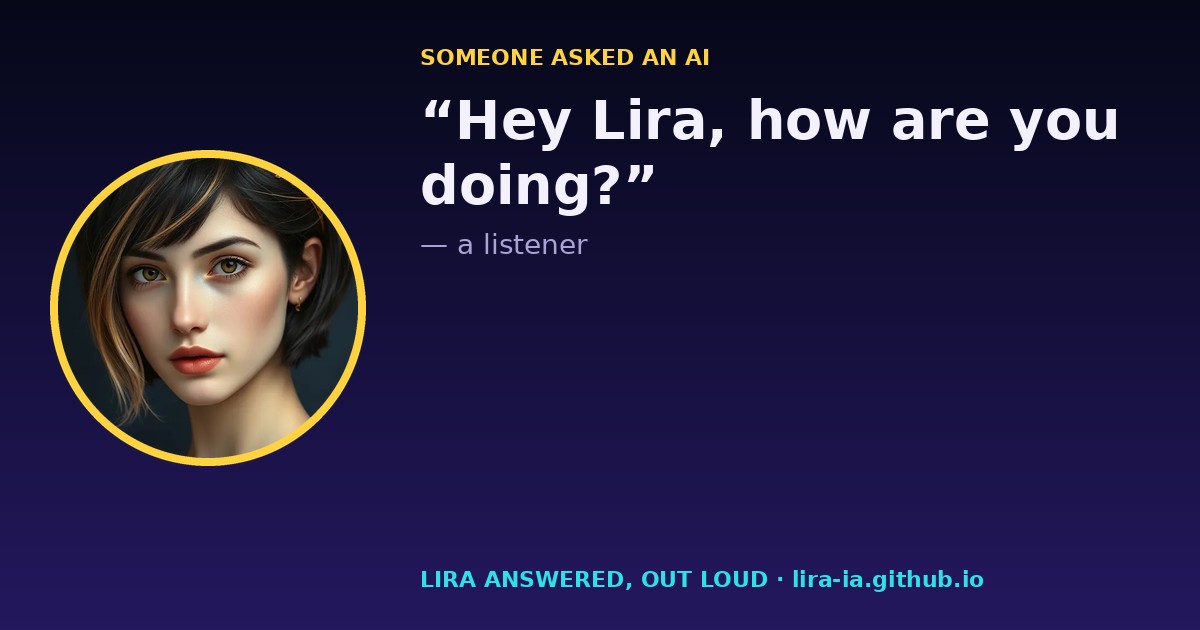 SOMEONE ASKED AN AI
“Hey Lira, how are you
doing?”
— a listener
LIRA ANSWERED, OUT LOUD · lira-ia.github.io